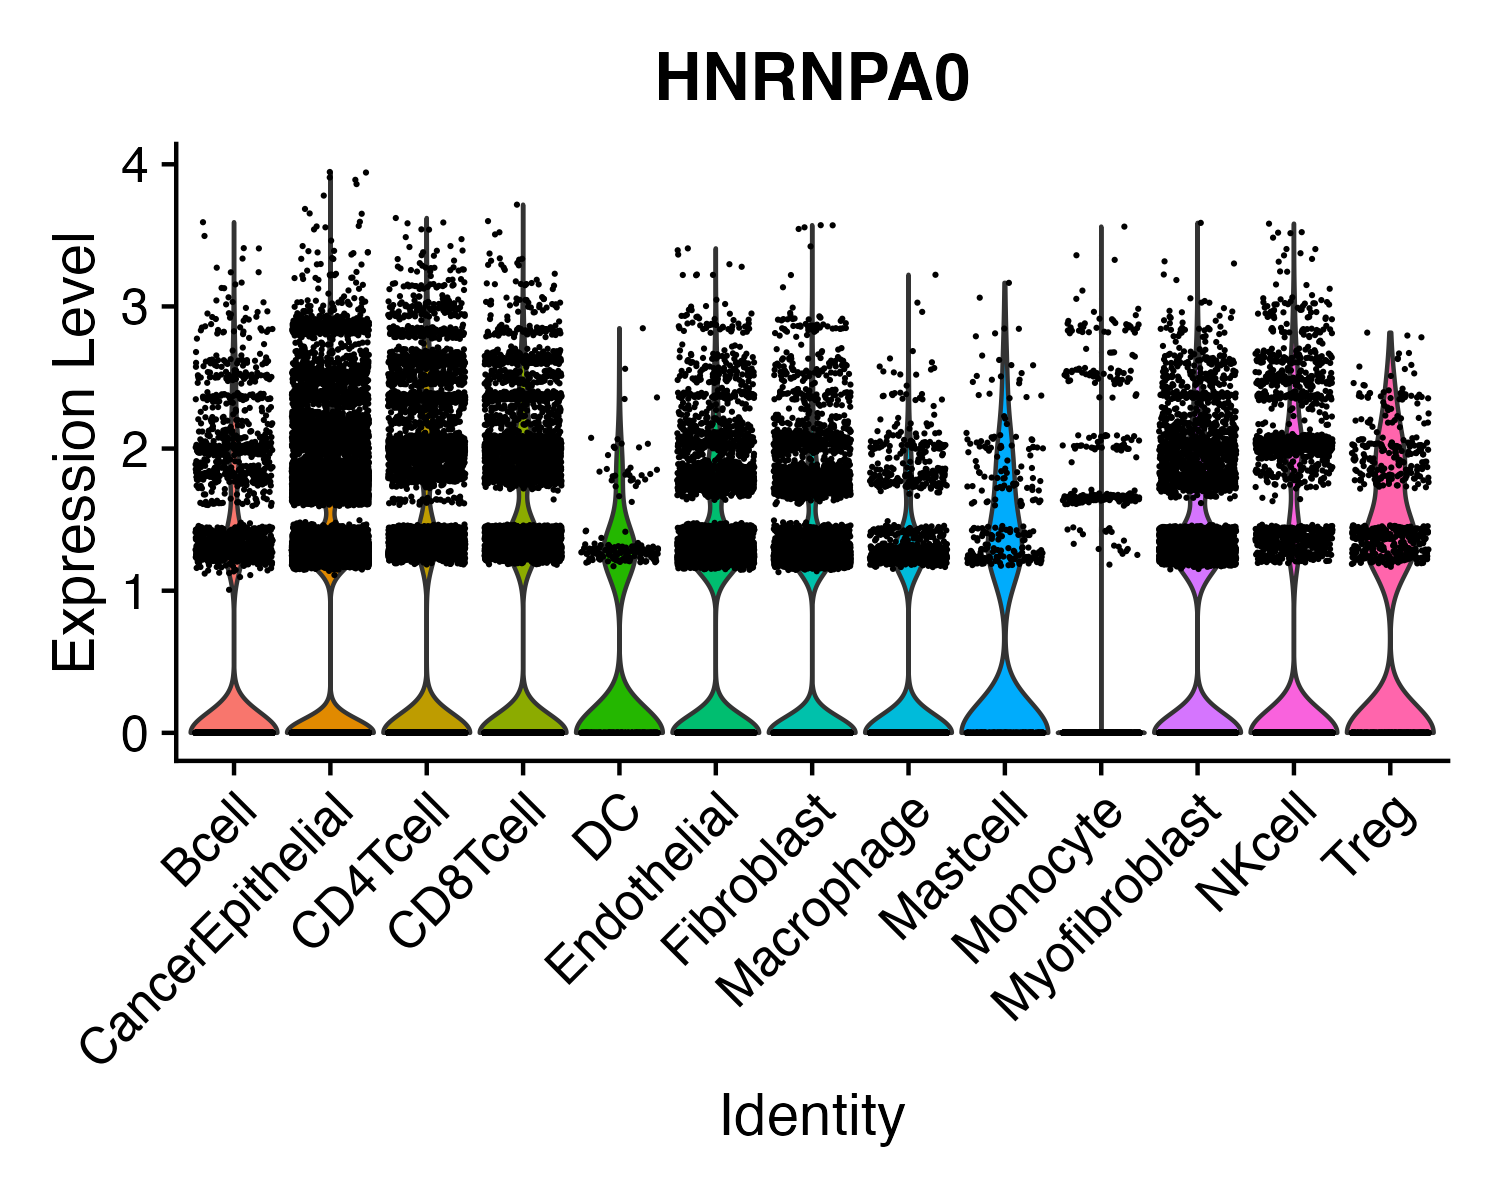 HNRNPA0
Expression Level
4
3
2
1
0
Bcell
CancerEpithelial
CD4Tcell
CD8Tcell
DC
Endothelial
Fibroblast
Macrophage
Mastcell
Monocyte
Myofibroblast
NKcell
Treg
Identity